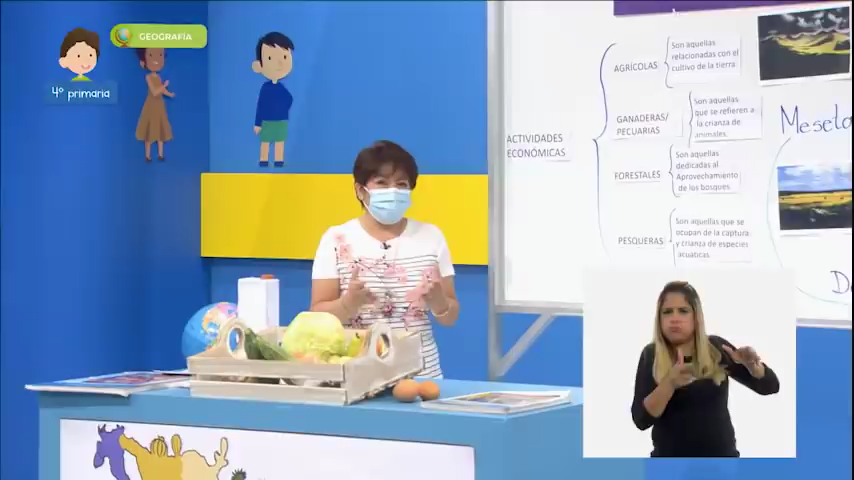 GEOGRAFÍA
4º primaria
ACTIVIDADES
ECONÓMICAS
AGRÍCOLAS
Son aquellas
relacionadas con el
cultivo de la tierra
GANADERAS/
PECUARIAS
Son aquellas
que se refieren a
la crianza de
animales.
FORESTALES
Son aquellas
dedicadas al
Aprovechamiento
de los bosques
PESQUERAS
Son aquellas que se
ocupan de la captura
y crianza de especies
acuáticas